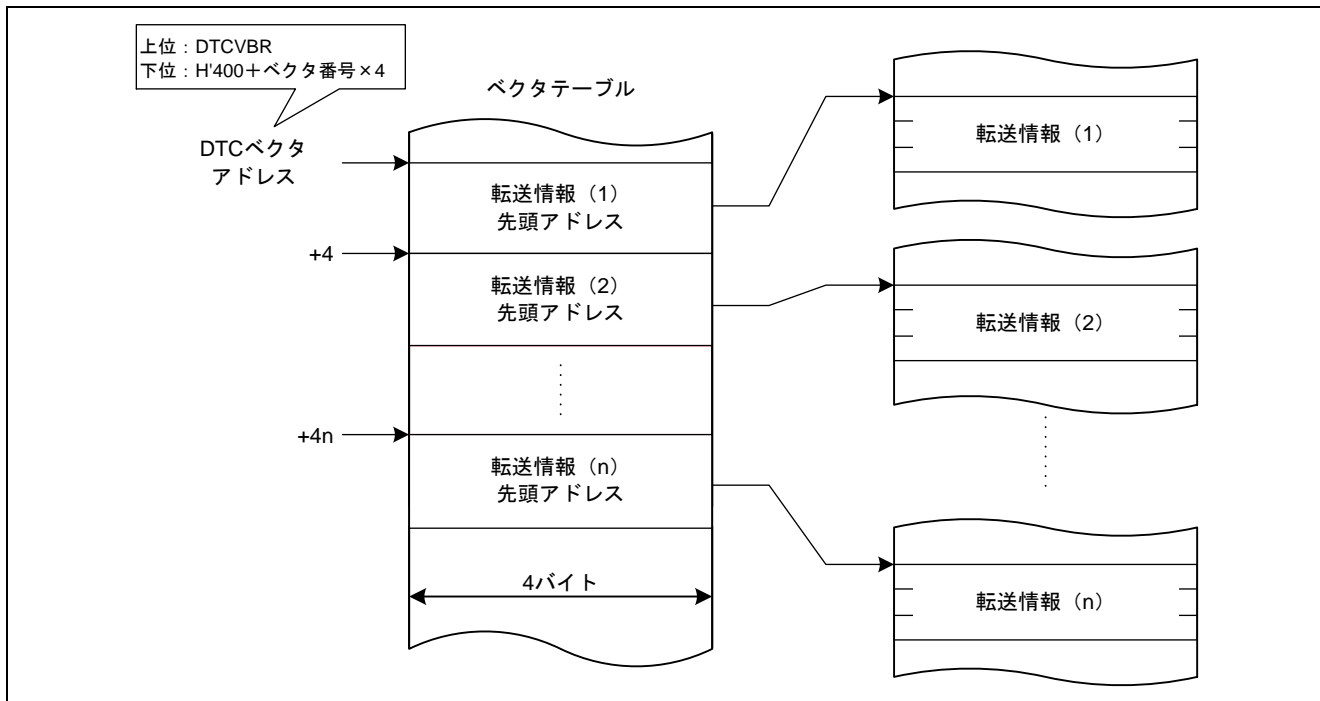 上位：DTCVBR
下位：H'400＋ベクタ番号×4
ベクタテーブル
DTCベクタ
アドレス
転送情報（1）
先頭アドレス
転送情報（1）
+4
転送情報（2）
先頭アドレス
転送情報（2）
+4n
転送情報（n）
先頭アドレス
4バイト
転送情報（n）